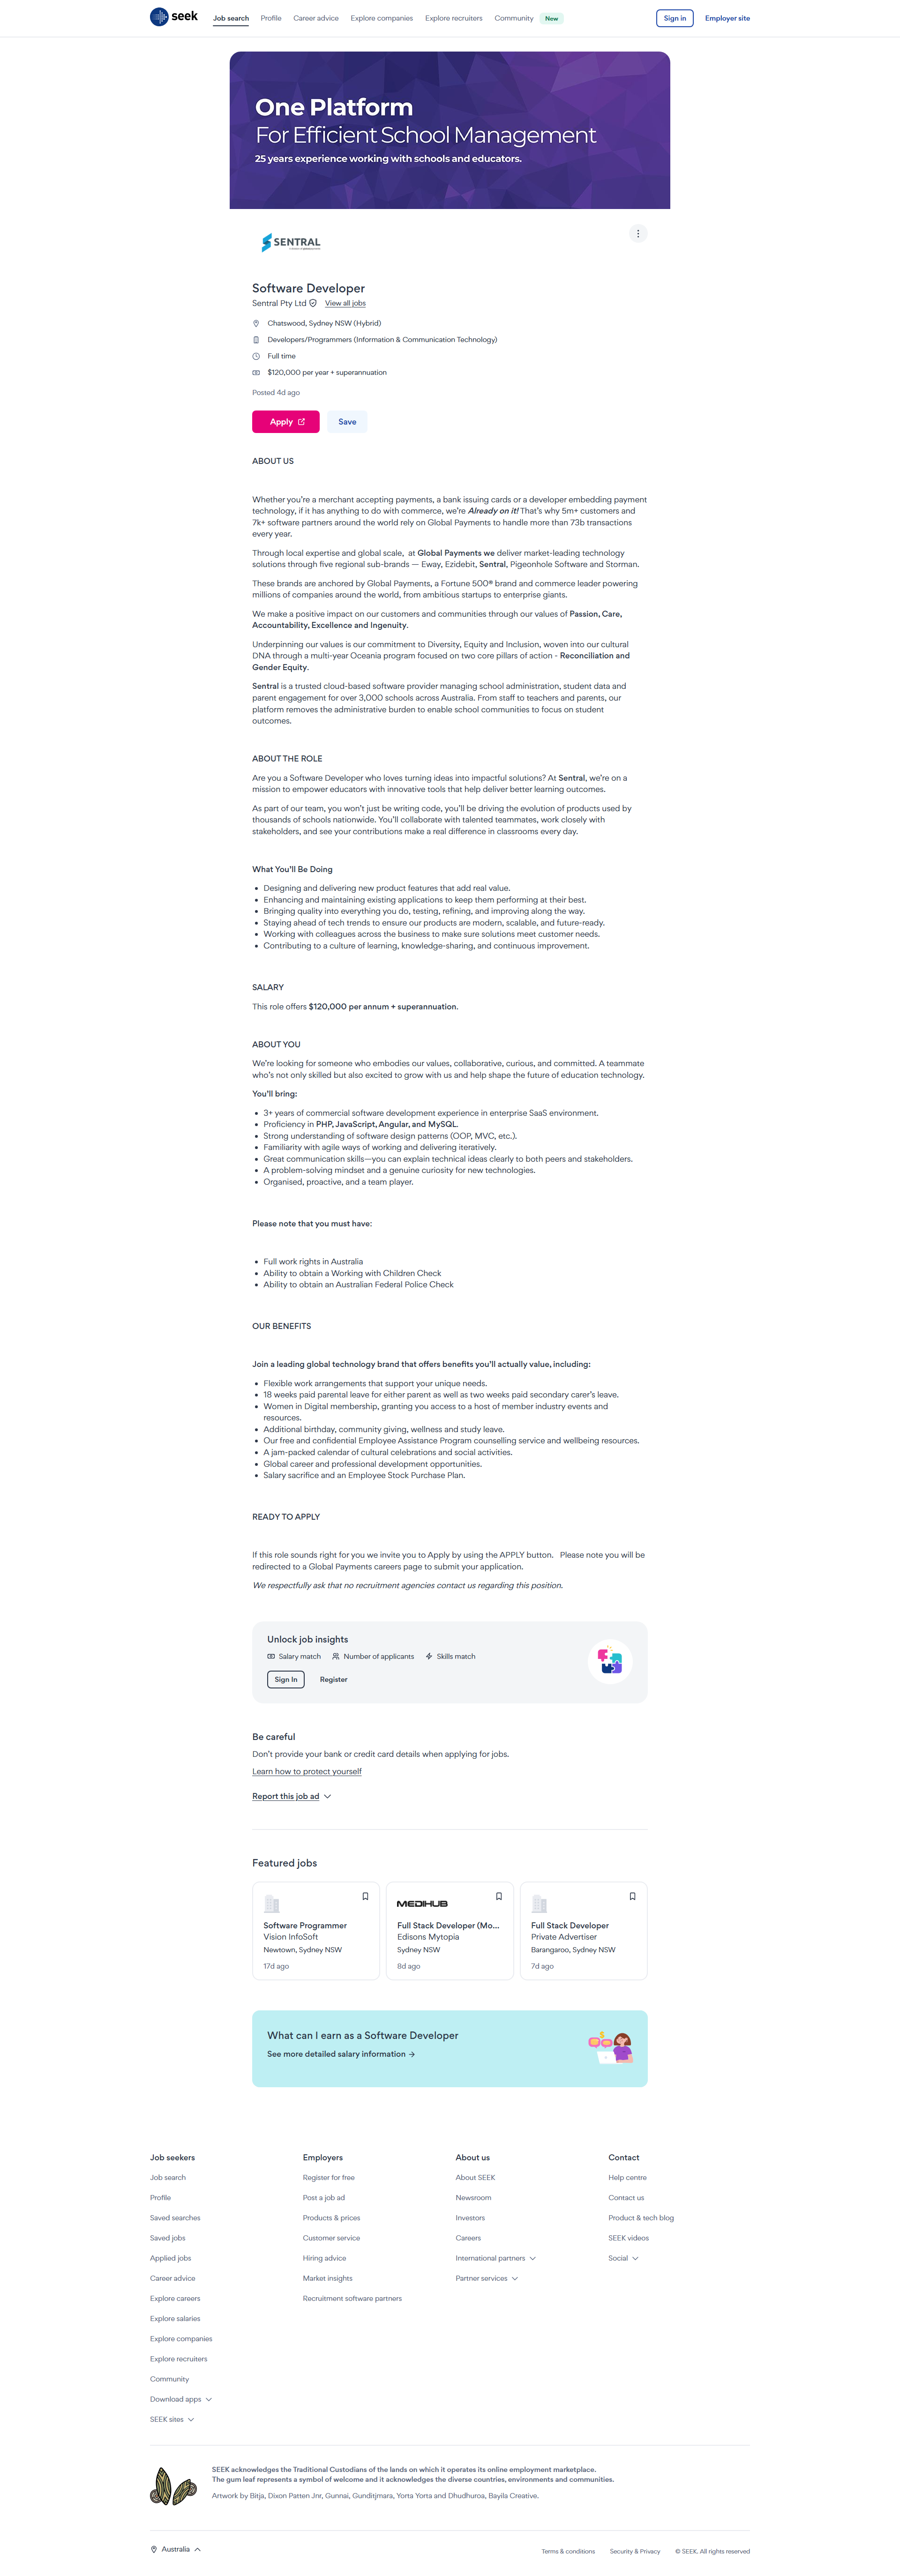 seek
Job search
Profile
Career advice
Explore companies
Explore recruiters
Community
New
Sign in
Employer site
One Platform
For Efficient School Management
25 years experience working with schools and educators.
SENTRAL
Software Developer
Sentral Pty Ltd
View all jobs
Chatswood, Sydney NSW (Hybrid)
Developers/Programmers (Information & Communication Technology)
Full time
$120,000 per year + superannuation
Posted 4d ago
Apply
Save
ABOUT US
Whether you're a merchant accepting payments, a bank issuing cards or a developer embedding payment
technology, if it has anything to do with commerce, we're Already on it! That's why 5m+ customers and
7k+ software partners around the world rely on Global Payments to handle more than 73b transactions
every year.
Through local expertise and global scale, at Global Payments we deliver market-leading technology
solutions through five regional sub-brands — Eway, Ezidebit, Sentral, Pigeonhole Software and Storman.
These brands are anchored by Global Payments, a Fortune 500® brand and commerce leader powering
millions of companies around the world, from ambitious startups to enterprise giants.
We make a positive impact on our customers and communities through our values of Passion, Care,
Accountability, Excellence and Ingenuity.
Underpinning our values is our commitment to Diversity, Equity and Inclusion, woven into our cultural
DNA through a multi-year Oceania program focused on two core pillars of action - Reconciliation and
Gender Equity.
Sentral is a trusted cloud-based software provider managing school administration, student data and
parent engagement for over 3,000 schools across Australia. From staff to teachers and parents, our
platform removes the administrative burden to enable school communities to focus on student
outcomes.
ABOUT THE ROLE
Are you a Software Developer who loves turning ideas into impactful solutions? At Sentral, we're on a
mission to empower educators with innovative tools that help deliver better learning outcomes.
As part of our team, you won't just be writing code, you'll be driving the evolution of products used by
thousands of schools nationwide. You'll collaborate with talented teammates, work closely with
stakeholders, and see your contributions make a real difference in classrooms every day.
What You'll Be Doing
• Designing and delivering new product features that add real value.
• Enhancing and maintaining existing applications to keep them performing at their best.
• Bringing quality into everything you do, testing, refining, and improving along the way.
• Staying ahead of tech trends to ensure our products are modern, scalable, and future-ready.
• Working with colleagues across the business to make sure solutions meet customer needs.
• Contributing to a culture of learning, knowledge-sharing, and continuous improvement.
SALARY
This role offers $120,000 per annum + superannuation.
ABOUT YOU
We're looking for someone who embodies our values, collaborative, curious, and committed. A teammate
who's not only skilled but also excited to grow with us and help shape the future of education technology.
You'll bring:
• 3+ years of commercial software development experience in enterprise SaaS environment.
• Proficiency in PHP, JavaScript, Angular, and MySQL.
• Strong understanding of software design patterns (OOP, MVC, etc.).
• Familiarity with agile ways of working and delivering iteratively.
• Great communication skills—you can explain technical ideas clearly to both peers and stakeholders.
• A problem-solving mindset and a genuine curiosity for new technologies.
• Organised, proactive, and a team player.
Please note that you must have:
• Full work rights in Australia
• Ability to obtain a Working with Children Check
• Ability to obtain an Australian Federal Police Check
OUR BENEFITS
Join a leading global technology brand that offers benefits you'll actually value, including:
• Flexible work arrangements that support your unique needs.
• 18 weeks paid parental leave for either parent as well as two weeks paid secondary carer's leave.
• Women in Digital membership, granting you access to a host of member industry events and
resources.
• Additional birthday, community giving, wellness and study leave.
• Our free and confidential Employee Assistance Program counselling service and wellbeing resources.
• A jam-packed calendar of cultural celebrations and social activities.
• Global career and professional development opportunities.
• Salary sacrifice and an Employee Stock Purchase Plan.
READY TO APPLY
If this role sounds right for you we invite you to Apply by using the APPLY button. Please note you will be
redirected to a Global Payments careers page to submit your application.
We respectfully ask that no recruitment agencies contact us regarding this position.
Unlock job insights
Salary match
Number of applicants
Skills match
Sign In
Register
Be careful
Don't provide your bank or credit card details when applying for jobs.
Learn how to protect yourself
Report this job ad
Featured jobs
Software Programmer
Vision InfoSoft
Newtown, Sydney NSW
17d ago
MEDIHUB
Full Stack Developer (Mo...
Edisons Mytopia
Sydney NSW
8d ago
Full Stack Developer
Private Advertiser
Barangaroo, Sydney NSW
7d ago
What can I earn as a Software Developer
See more detailed salary information →
Job seekers
Job search
Profile
Saved searches
Saved jobs
Applied jobs
Career advice
Explore careers
Explore salaries
Explore companies
Explore recruiters
Community
Download apps
SEEK sites
Employers
Register for free
Post a job ad
Products & prices
Customer service
Hiring advice
Market insights
Recruitment software partners
About us
About SEEK
Newsroom
Investors
Careers
International partners
Partner services
Contact
Help centre
Contact us
Product & tech blog
SEEK videos
Social
SEEK acknowledges the Traditional Custodians of the lands on which it operates its online employment marketplace.
The gum leaf represents a symbol of welcome and it acknowledges the diverse countries, environments and communities.
Artwork by Bitja, Dixon Patten Jnr, Gunnai, Gunditjmara, Yorta Yorta and Dhudhuroa, Bayila Creative.
Australia
Terms & conditions
Security & Privacy
© SEEK. All rights reserved